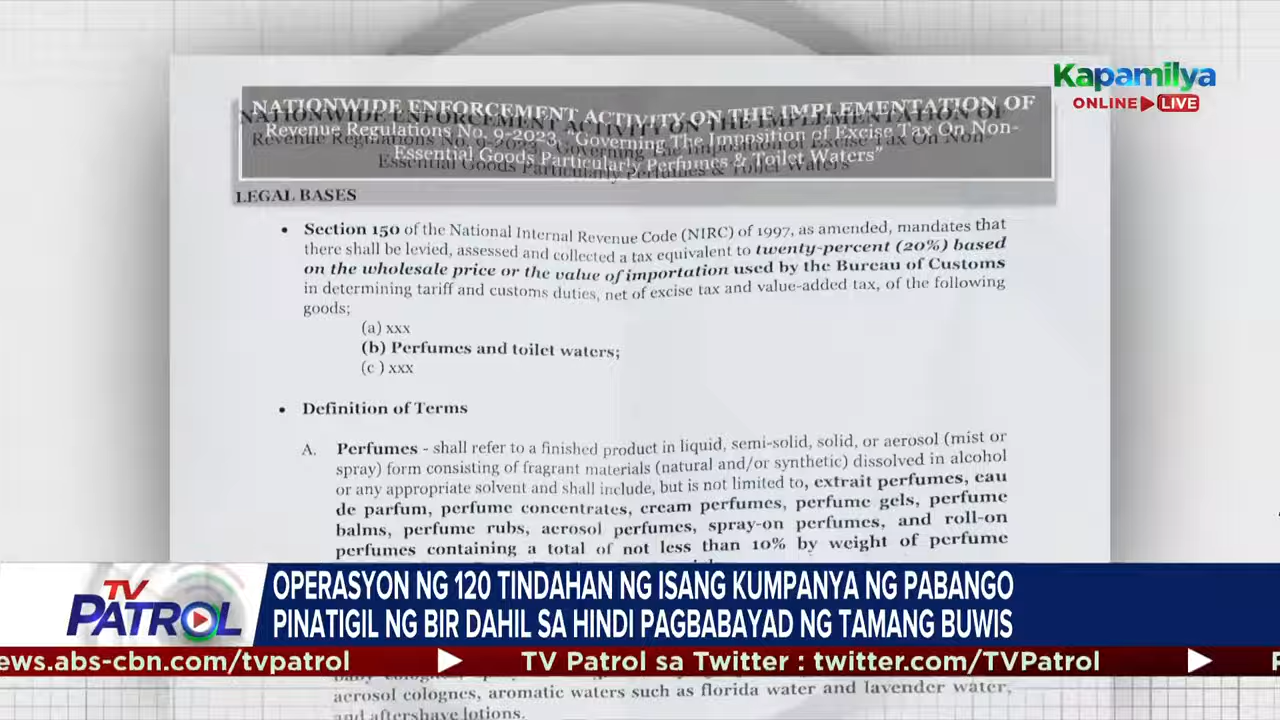 Kapamilya
ONLINE LIVE
NATIONWIDE ENFORCEMENT ACTIVITY ON THE IMPLEMENTATION OF
Revenue Regulations No. 9-2023, "Governing The Imposition of Excise Tax On Non-
Essential Goods Particularly Perfumes & Toilet Waters"
LEGAL BASES
• Section 150 of the National Internal Revenue Code (NIRC) of 1997, as amended, mandates that
there shall be levied, assessed and collected a tax equivalent to twenty-percent (20%) based
on the wholesale price or the value of importation used by the Bureau of Customs
in determining tariff and customs duties, net of excise tax and value-added tax, of the following
goods;
(a) xxx
(b) Perfumes and toilet waters;
(c ) xxx
• Definition of Terms
A. Perfumes - shall refer to a finished product in liquid, semi-solid, solid, or aerosol (mist or
spray) form consisting of fragrant materials (natural and/or synthetic) dissolved in alcohol
or any appropriate solvent and shall include, but is not limited to, extrait perfumes, eau
de parfum, perfume concentrates, cream perfumes, perfume gels, perfume
balms, perfume rubs, aerosol perfumes, spray-on perfumes, and roll-on
perfumes containing a total of not less than 10% by weight of perfume
TV PATROL
OPERASYON NG 120 TINDAHAN NG ISANG KUMPANYA NG PABANGO
PINATIGIL NG BIR DAHIL SA HINDI PAGBABAYAD NG TAMANG BUWIS
ews.abs-cbn.com/tvpatrol TV Patrol sa Twitter : twitter.com/TVPatrol
aerosol colognes, aromatic waters such as florida water and lavender water,
and aftershave lotions.